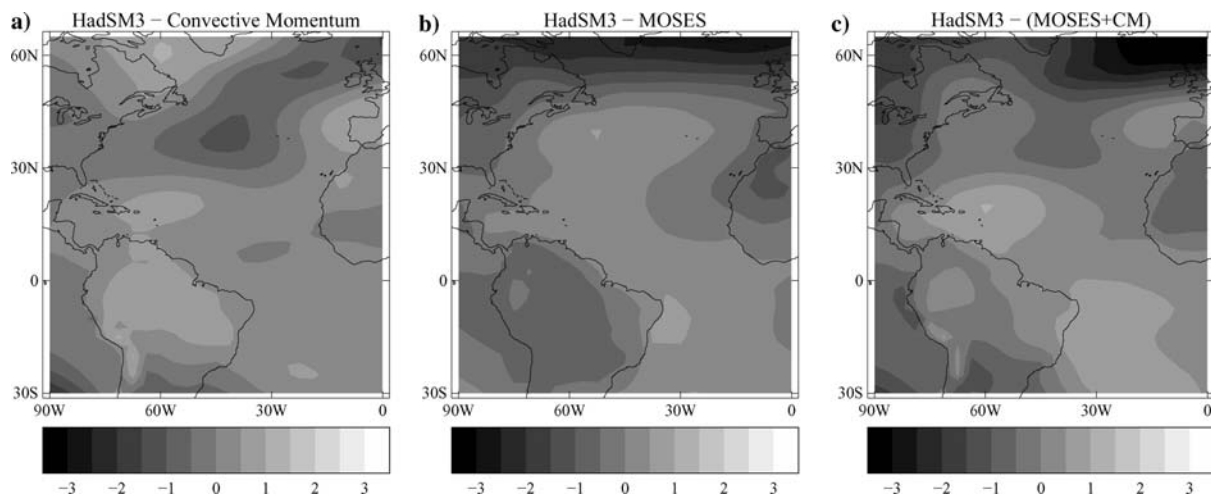 a) HadSM3 − Convective Momentum
60N
30N
0
30S
90W 60W 30W 0
−3 −2 −1 0 1 2 3
b) HadSM3 − MOSES
60N
30N
0
30S
90W 60W 30W 0
−3 −2 −1 0 1 2 3
c) HadSM3 − (MOSES+CM)
60N
30N
0
30S
90W 60W 30W 0
−3 −2 −1 0 1 2 3